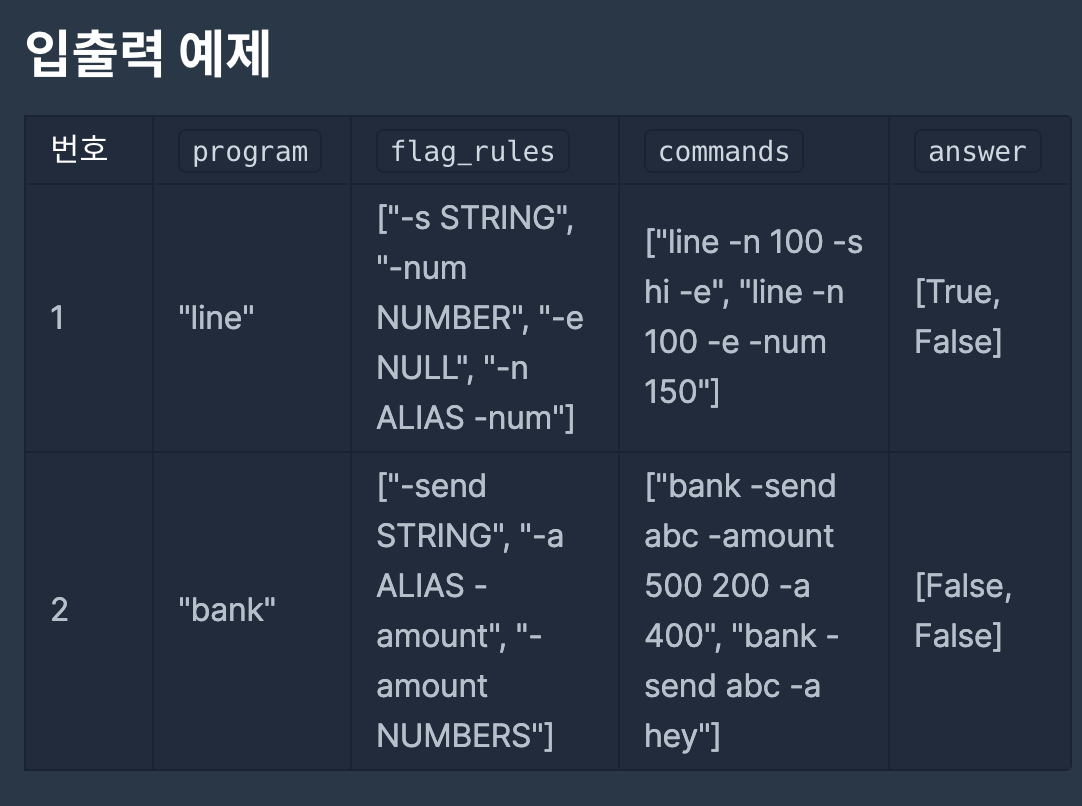 입출력 예제
번호 program flag_rules commands answer
1
"line"
["-s STRING",
"-num
NUMBER", "-e
NULL", "-n
ALIAS -num"]
["line -n 100 -s
hi -e", "line -n
100 -e -num
150"]
[True,
False]
2
"bank"
["-send
STRING", "-a
ALIAS -
amount", "-
amount
NUMBERS"]
["bank -send
abc -amount
500 200 -a
400", "bank -
send abc -a
hey"]
[False,
False]